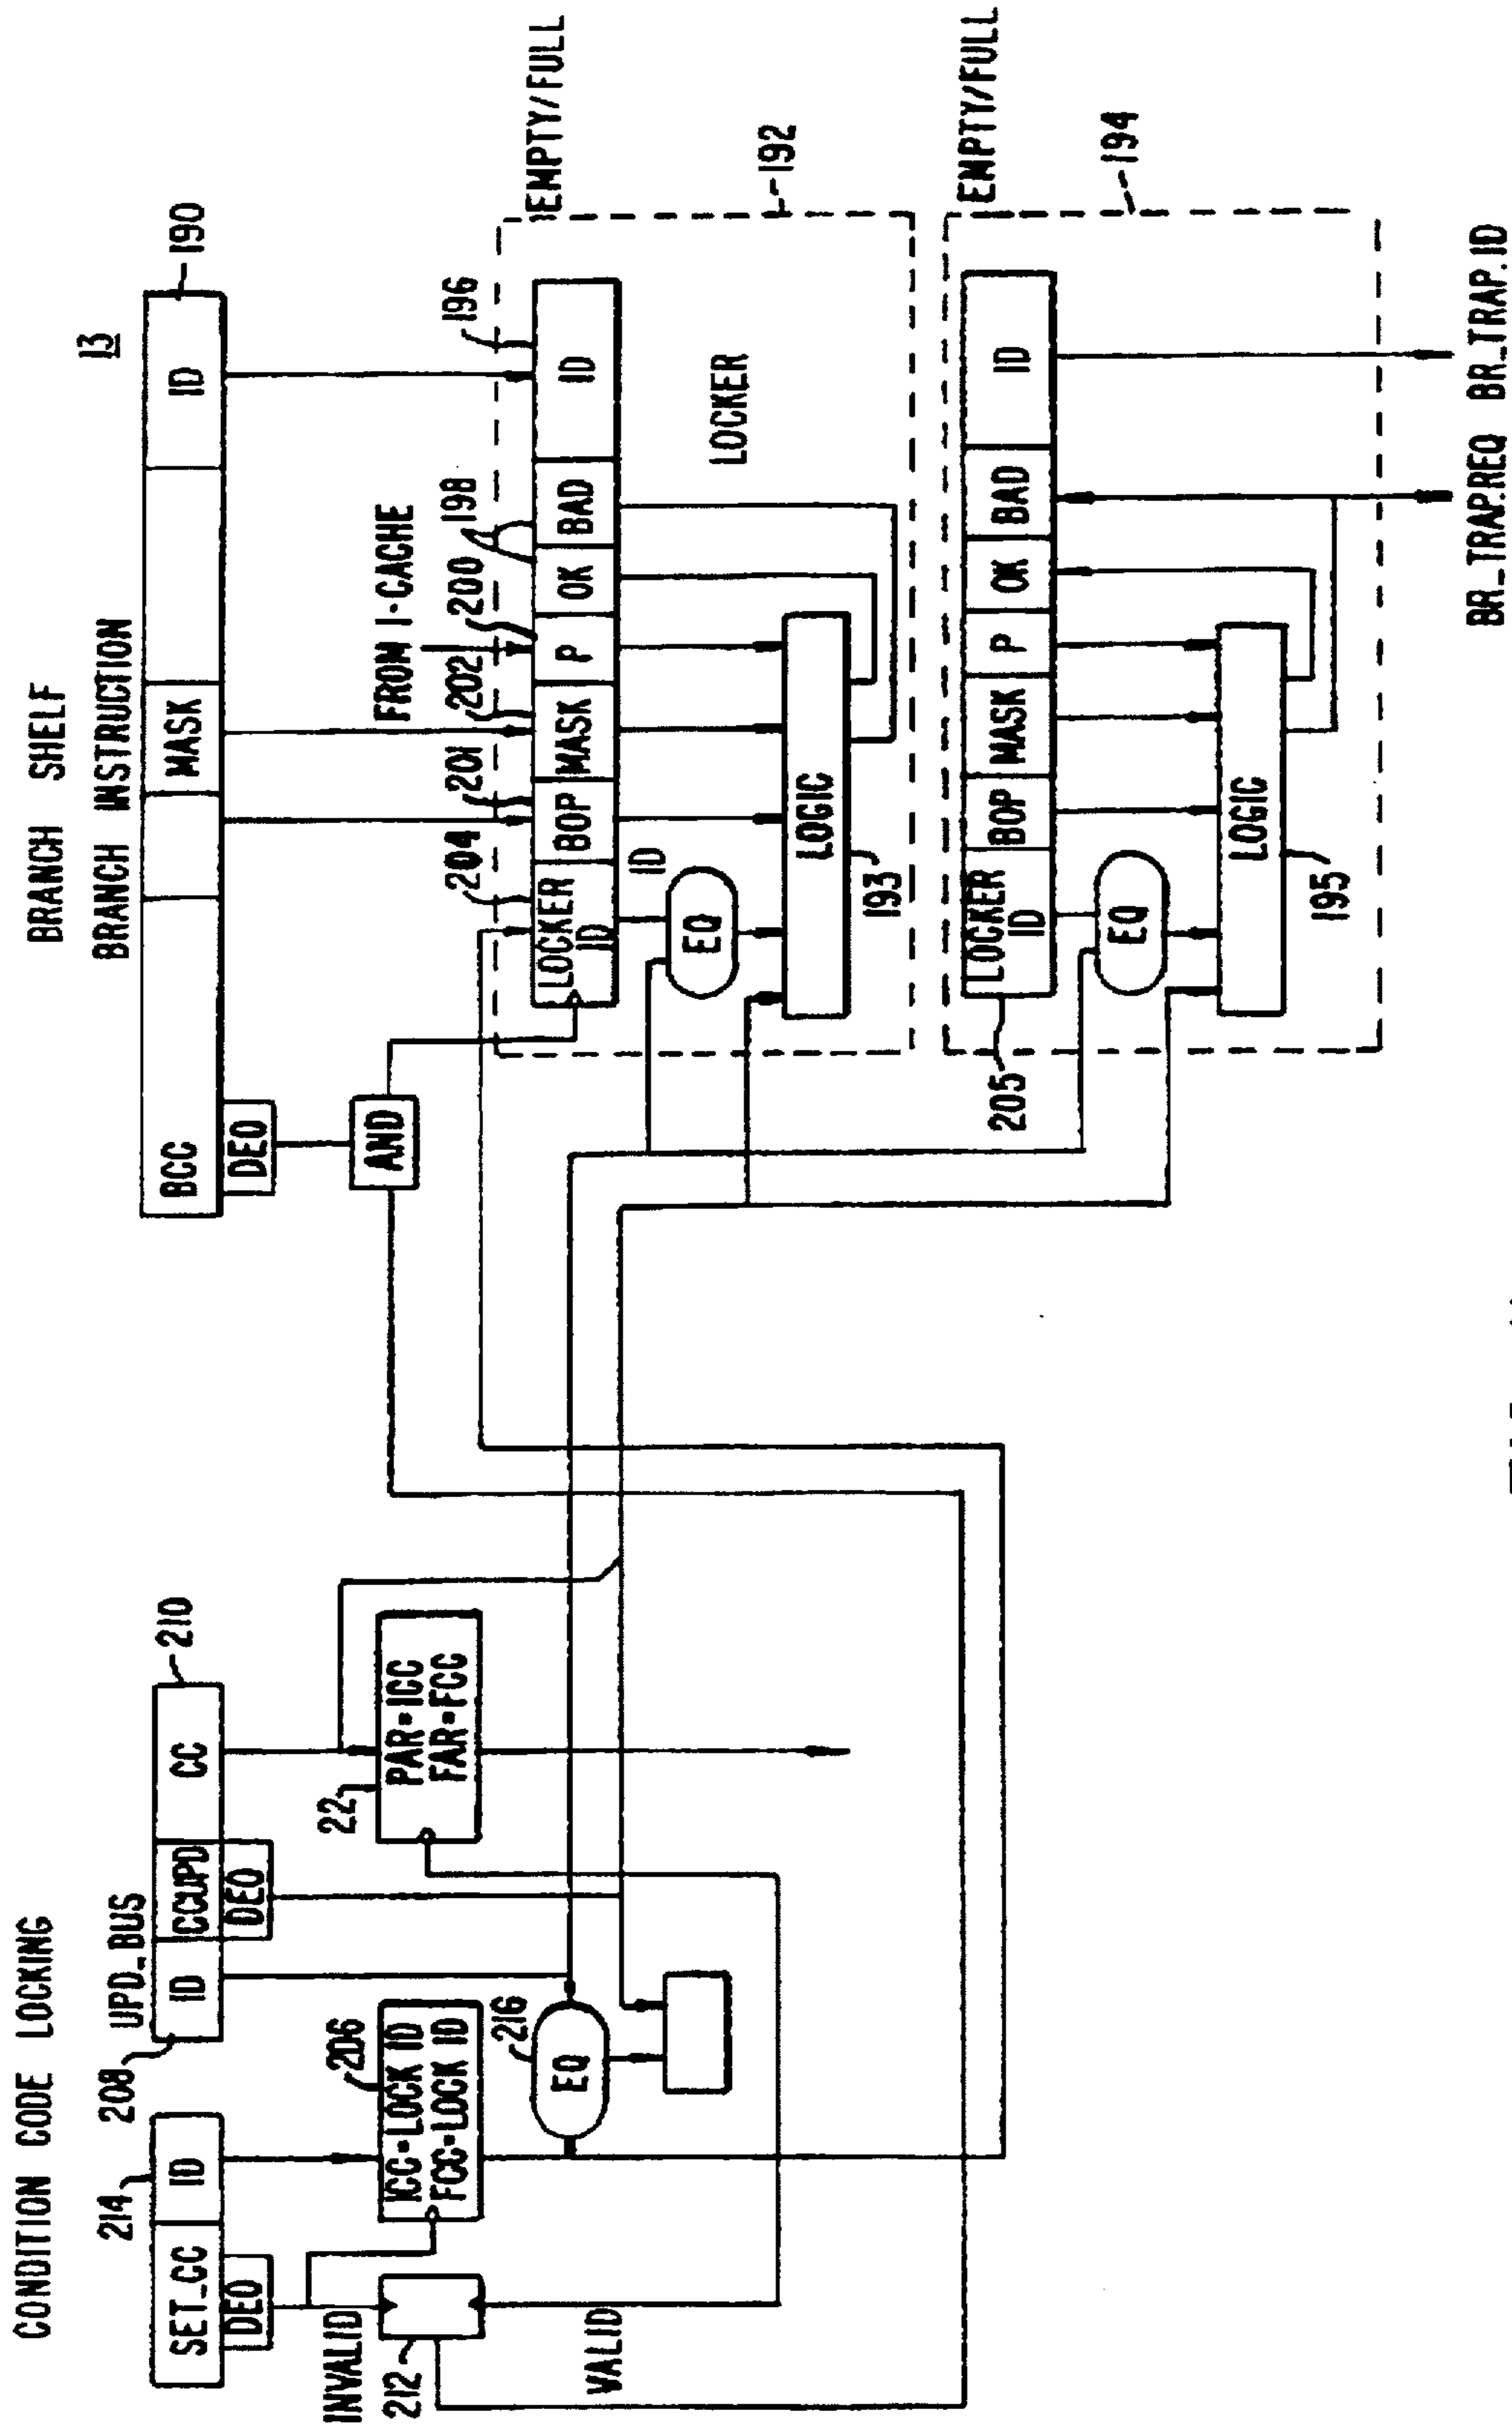 CONDITION CODE LOCKING
214
SET_CC
ID
DEO
INVALID
212
VALID
206
ICC=LOCK ID
FCC=LOCK ID
216
EQ
UPD_BUS
208
ID
CCUPD
CC
210
DEO
22
PAR=ICC
FAR=FCC
BRANCH SHELF
13
BRANCH INSTRUCTION
BCC
MASK
ID
190
DEO
AND
FROM I-CACHE
204
201
202
200
198
196
EMPTY/FULL
LOCKER
ID
BOP
MASK
P
OK
BAD
ID
ID
EQ
LOGIC
193
LOCKER
192
EMPTY/FULL
LOCKER
ID
BOP
MASK
P
OK
BAD
ID
205
EQ
LOGIC
195
194
BR_TRAP.REQ
BR_TRAP.ID